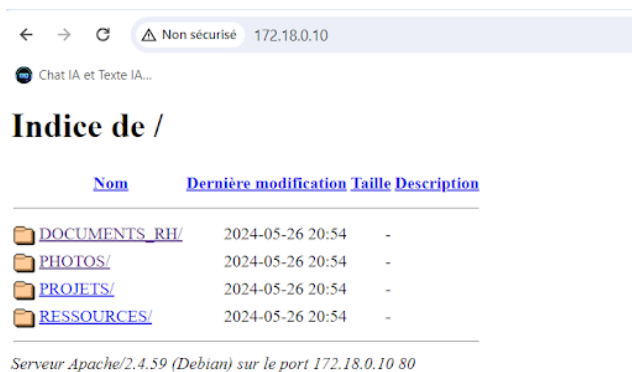 Non sécurisé 172.18.0.10
Chat IA et Texte IA...
Indice de /
Nom Dernière modification Taille Description
DOCUMENTS_RH/ 2024-05-26 20:54 -
PHOTOS/ 2024-05-26 20:54 -
PROJETS/ 2024-05-26 20:54 -
RESSOURCES/ 2024-05-26 20:54 -
Serveur Apache/2.4.59 (Debian) sur le port 172.18.0.10 80